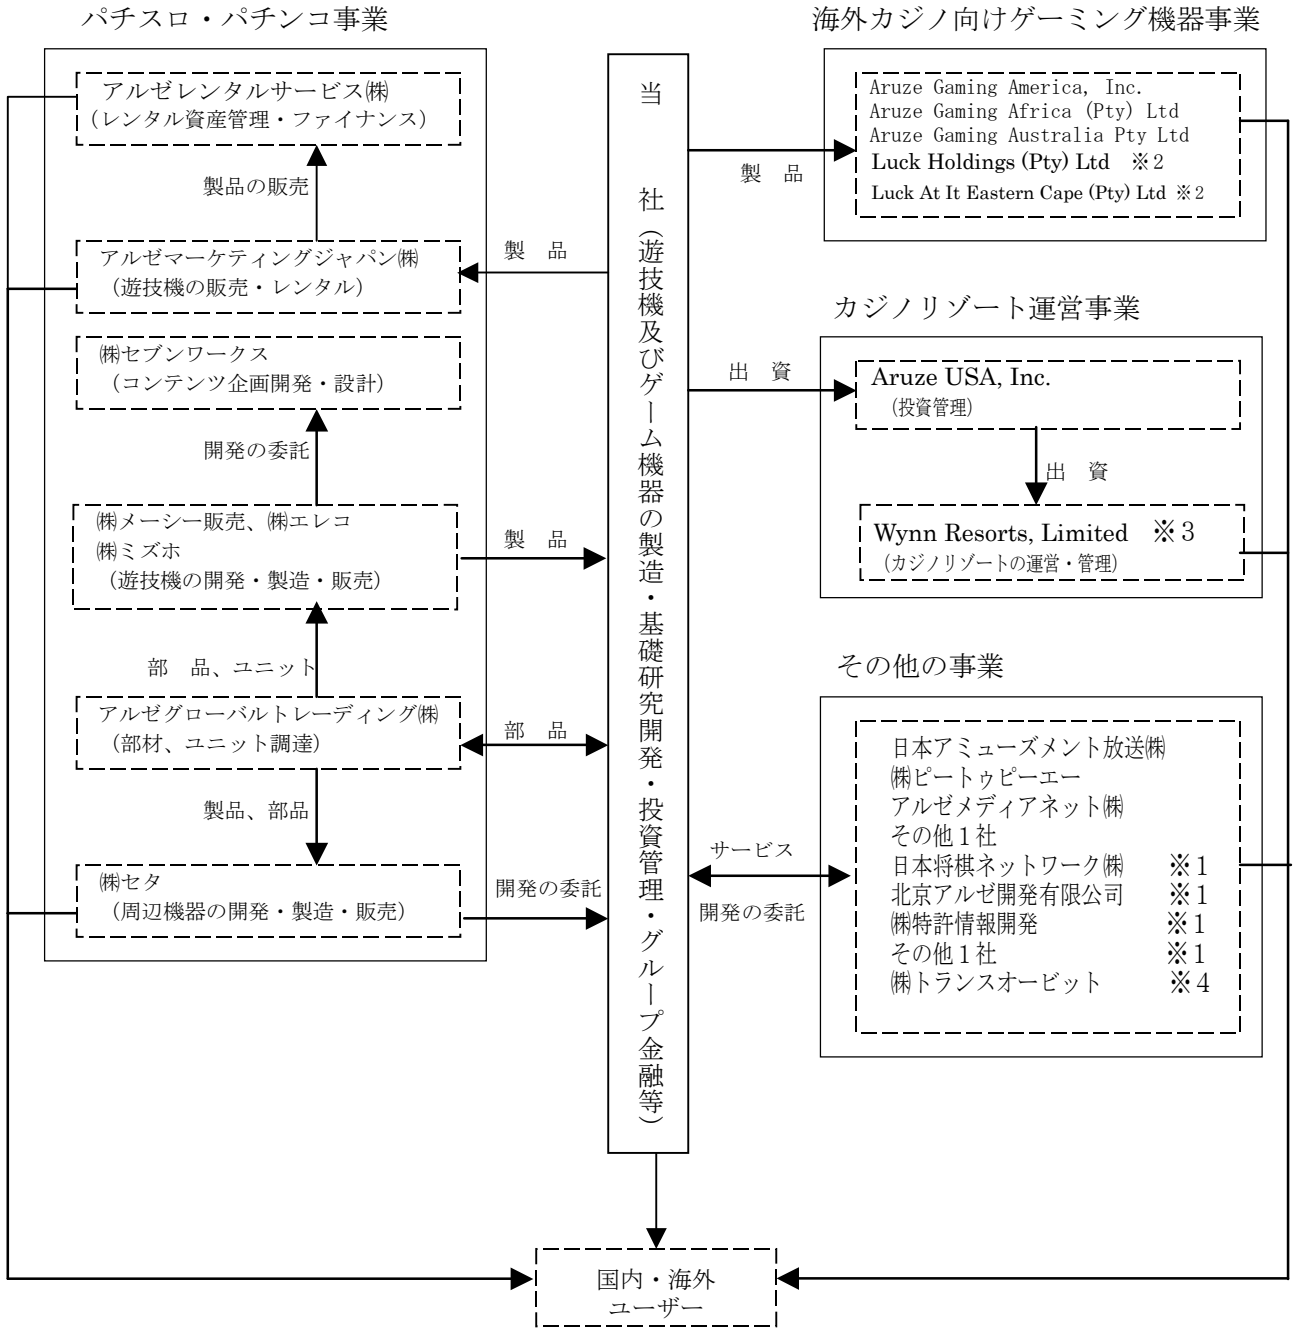 パチスロ・パチンコ事業
アルゼレンタルサービス㈱
(レンタル資産管理・ファイナンス)
製品の販売
アルゼマーケティングジャパン㈱
(遊技機の販売・レンタル)
㈱セブンワークス
(コンテンツ企画開発・設計)
開発の委託
㈱メーシー販売、㈱エレコ
㈱ミズホ
(遊技機の開発・製造・販売)
部 品、ユニット
アルゼグローバルトレーディング㈱
(部材、ユニット調達)
製品、部品
㈱セタ
(周辺機器の開発・製造・販売)
製 品
製 品
部 品
開発の委託
当 社(遊技機及びゲーム機器の製造・基礎研究開発・投資管理・グループ金融等)
海外カジノ向けゲーミング機器事業
製 品
Aruze Gaming America, Inc.
Aruze Gaming Africa (Pty) Ltd
Aruze Gaming Australia Pty Ltd
Luck Holdings (Pty) Ltd ※2
Luck At It Eastern Cape (Pty) Ltd ※2
カジノリゾート運営事業
出 資
Aruze USA, Inc.
(投資管理)
出 資
Wynn Resorts, Limited ※3
(カジノリゾートの運営・管理)
その他の事業
サービス
開発の委託
日本アミューズメント放送㈱
㈱ピートゥピーエー
アルゼメディアネット㈱
その他1社
日本将棋ネットワーク㈱ ※1
北京アルゼ開発有限公司 ※1
㈱特許情報開発 ※1
その他1社 ※1
㈱トランスオービット ※4
国内・海外
ユーザー